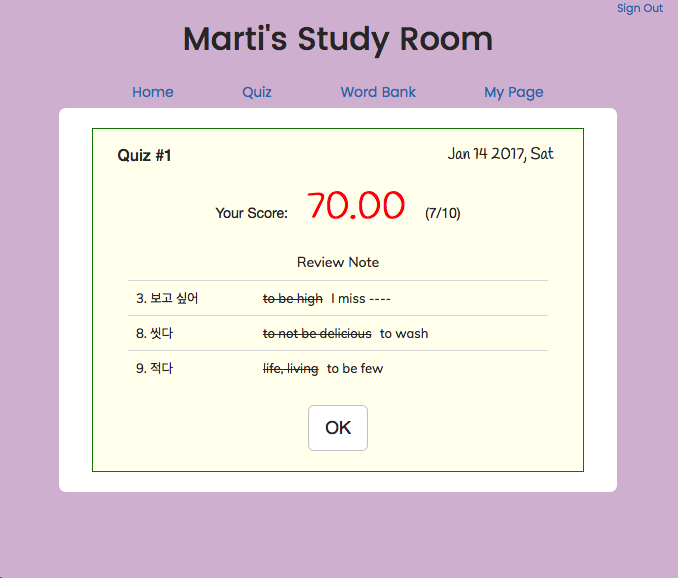 Sign Out
Marti's Study Room
Home Quiz Word Bank My Page
Quiz #1 Jan 14 2017, Sat
Your Score: 70.00 (7/10)
Review Note
3. 보고 싶어 to be high I miss ----
8. 씻다 to not be delicious to wash
9. 적다 life, living to be few
OK